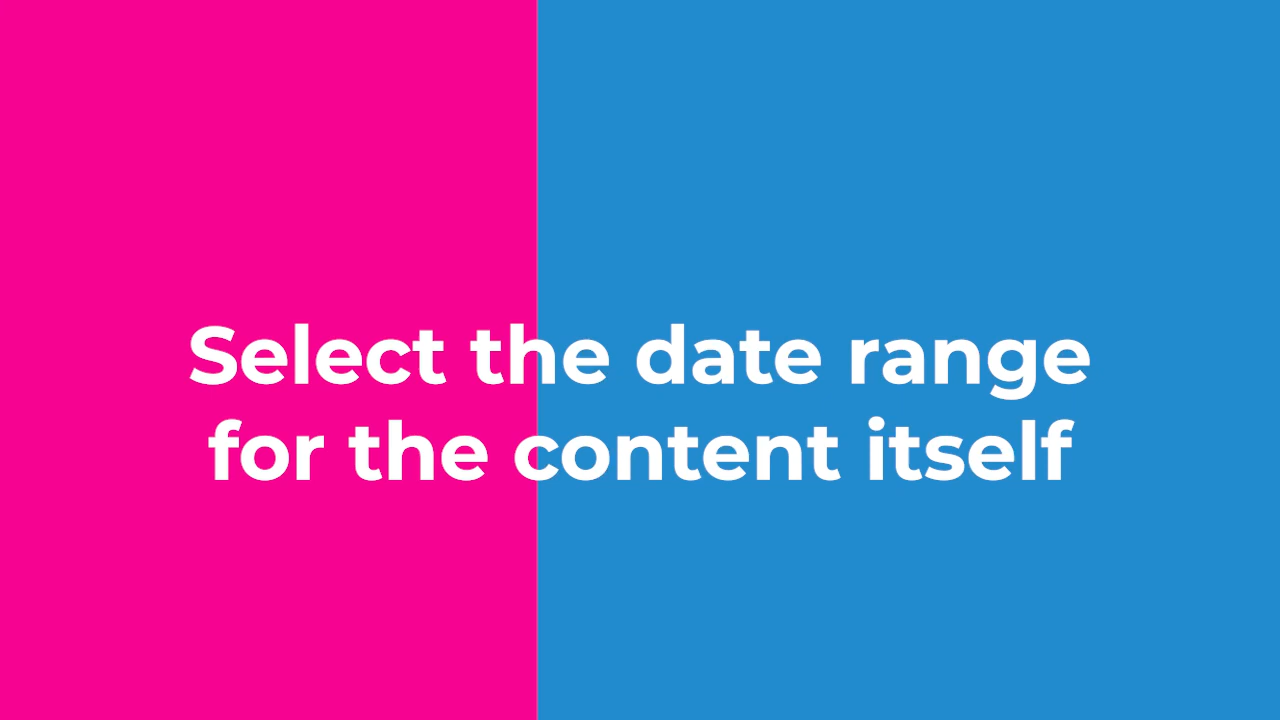 Select the date range
for the content itself